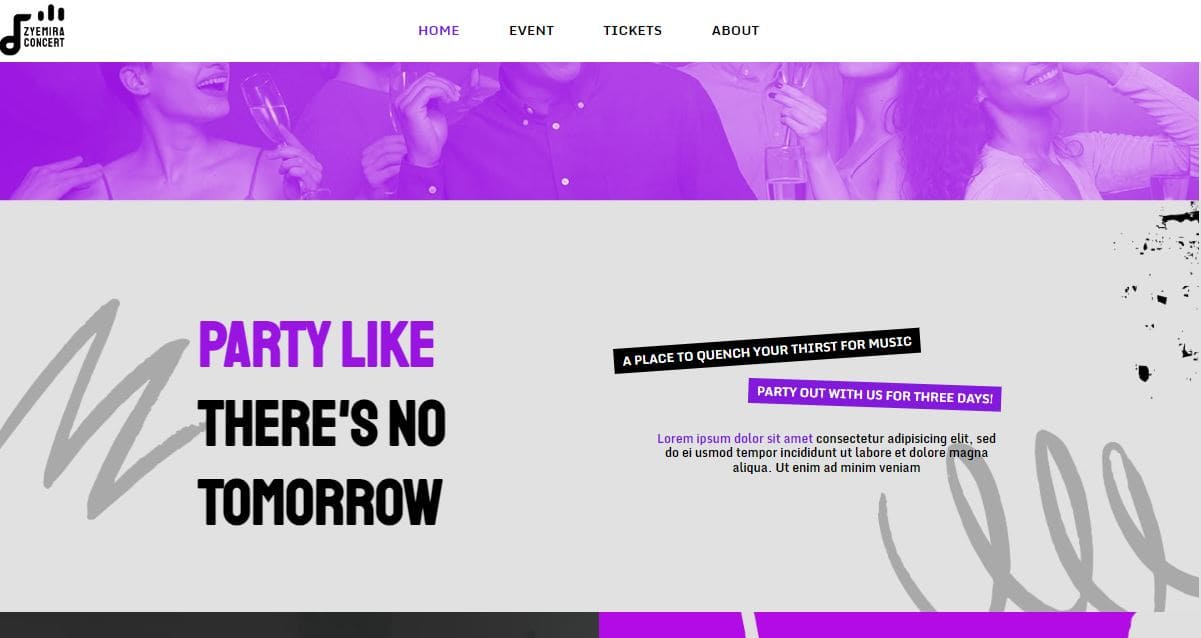 ZYEMIRA
CONCERT
HOME EVENT TICKETS ABOUT
PARTY LIKE
THERE'S NO
TOMORROW
A PLACE TO QUENCH YOUR THIRST FOR MUSIC
PARTY OUT WITH US FOR THREE DAYS!
Lorem ipsum dolor sit amet consectetur adipisicing elit, sed
do ei usmod tempor incididunt ut labore et dolore magna
aliqua. Ut enim ad minim veniam